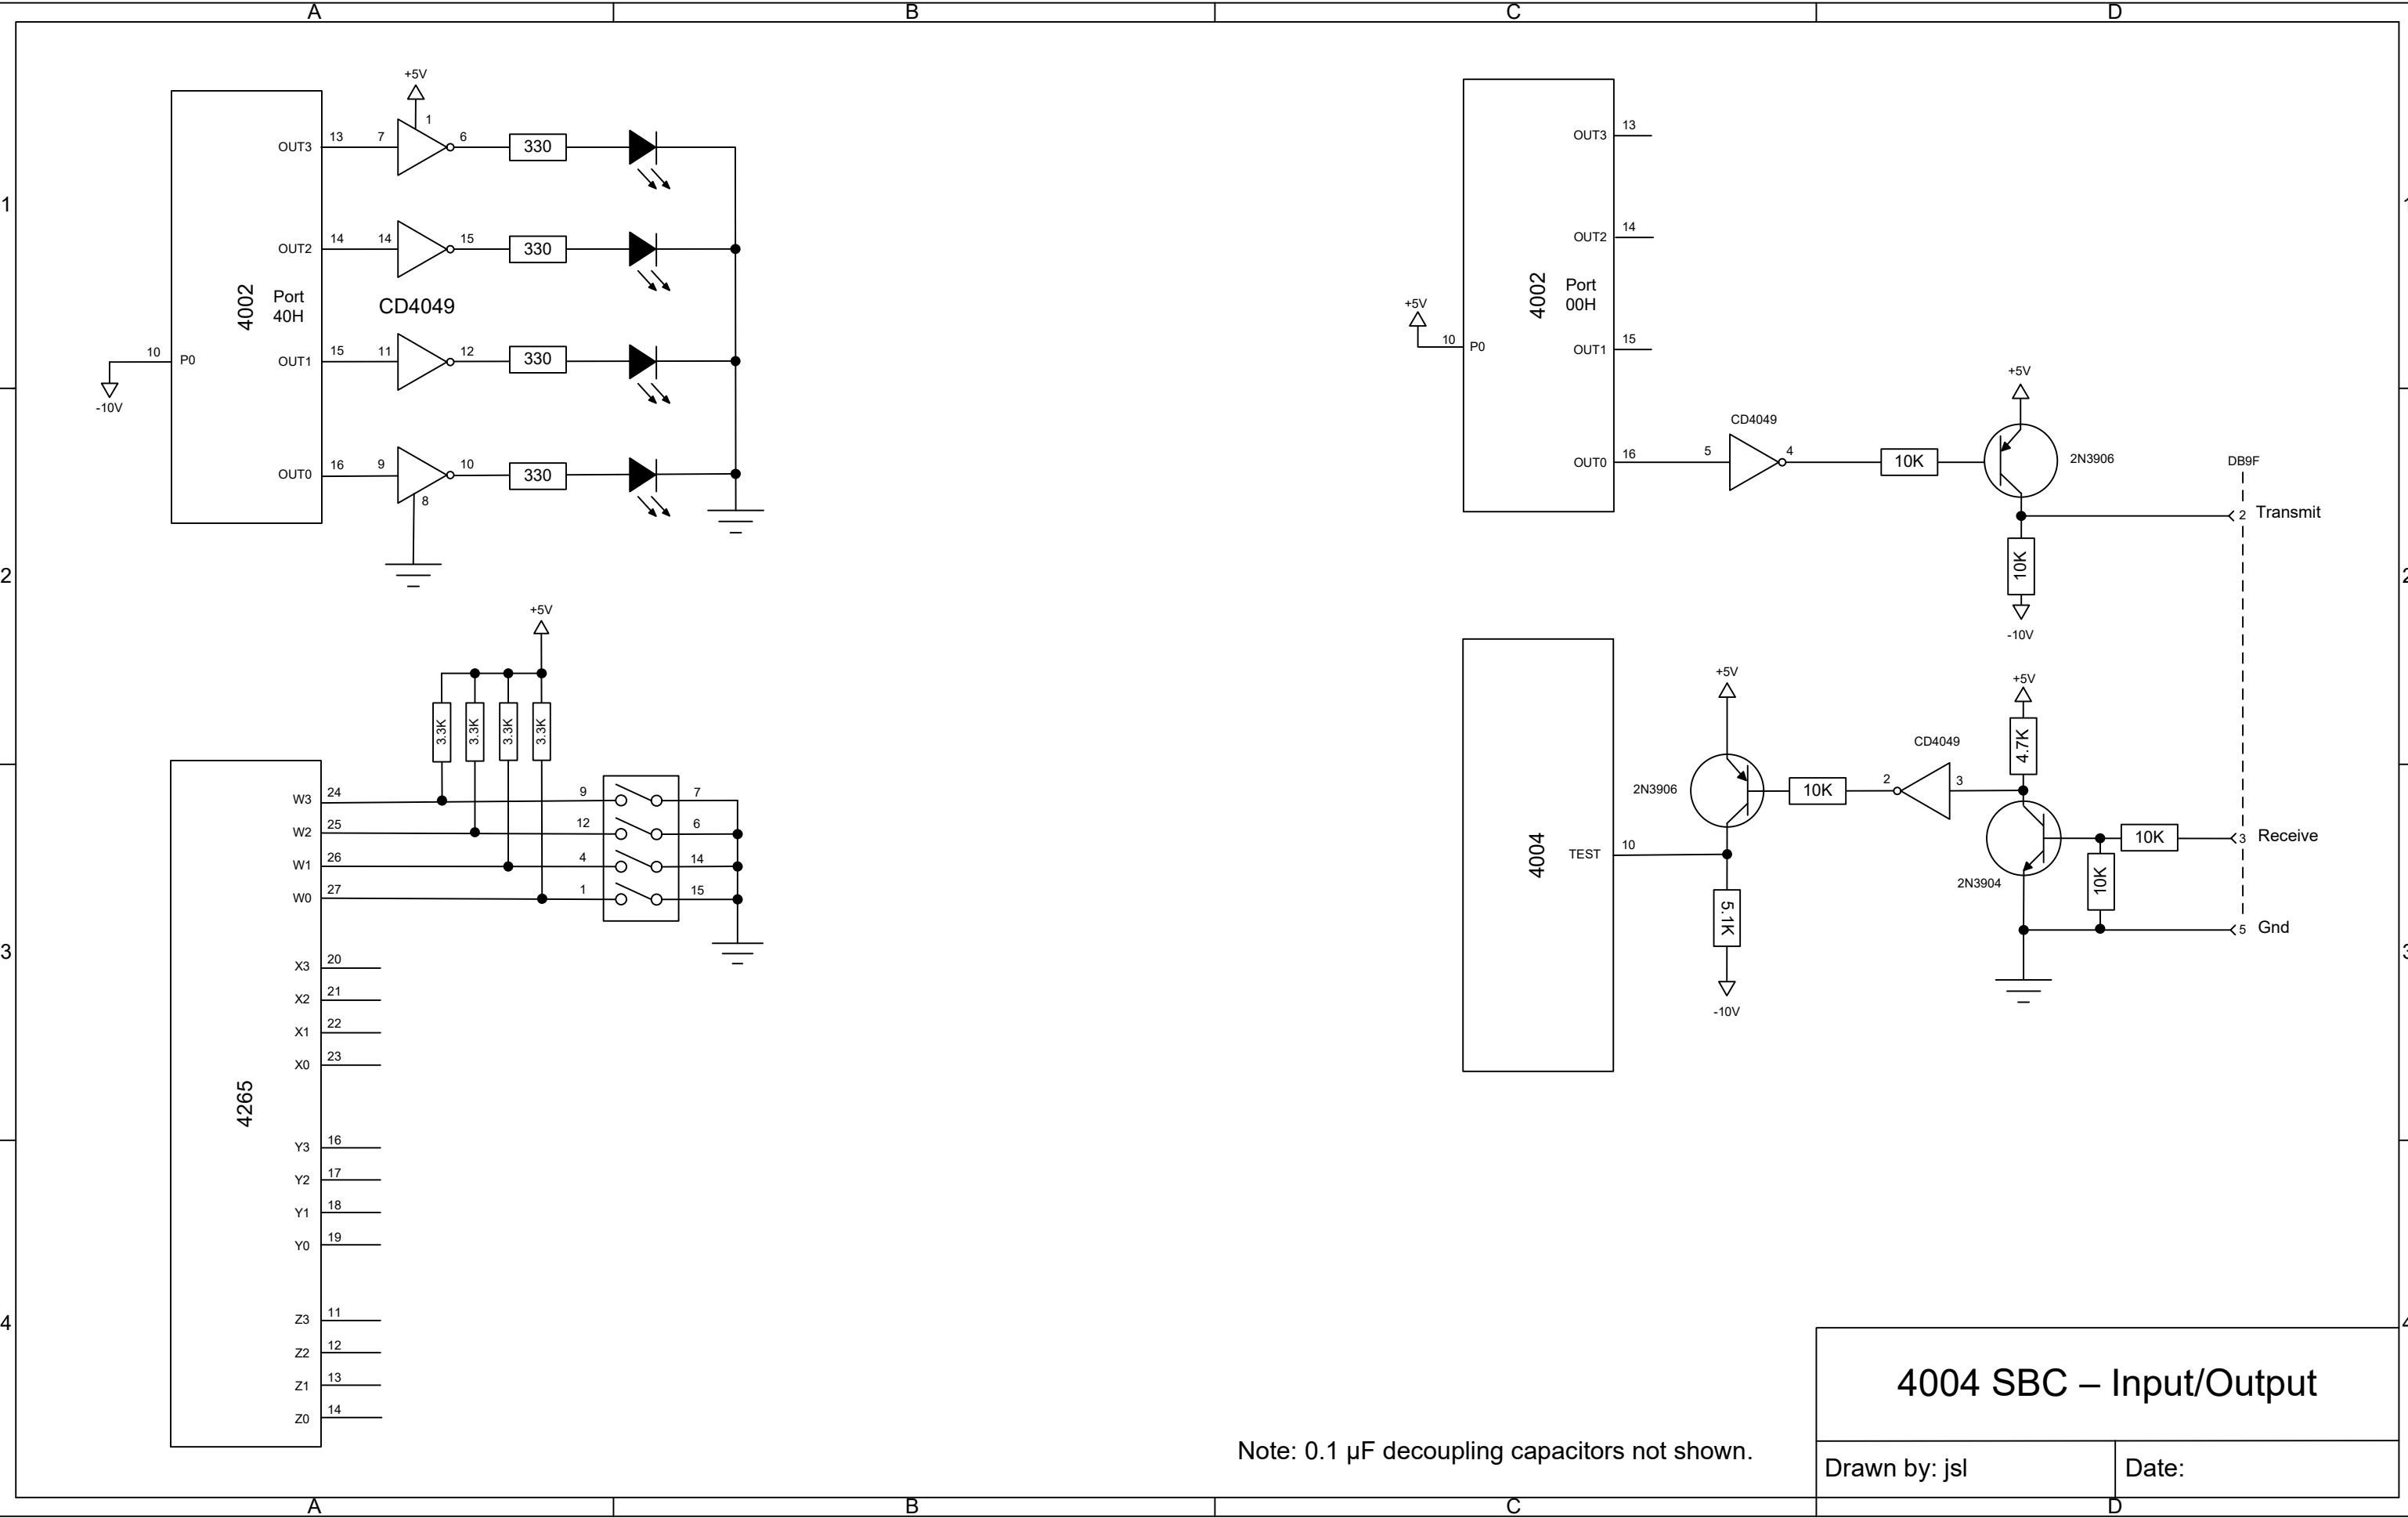 A
B
C
D
1
2
3
4
1
2
3
4
+5V
1
OUT3
13
7
6
330
OUT2
14
14
15
330
4002
Port
40H
CD4049
10
P0
-10V
OUT1
15
11
12
330
OUT0
16
9
10
330
8
+5V
3.3K
3.3K
3.3K
3.3K
W3
24
9
7
W2
25
12
6
W1
26
4
14
W0
27
1
15
X3
20
X2
21
X1
22
X0
23
4265
Y3
16
Y2
17
Y1
18
Y0
19
Z3
11
Z2
12
Z1
13
Z0
14
OUT3
13
OUT2
14
4002
Port
00H
+5V
10
P0
OUT1
15
OUT0
16
CD4049
5
4
10K
+5V
2N3906
DB9F
2
Transmit
10K
-10V
4004
TEST
10
+5V
2N3906
5.1K
-10V
10K
CD4049
2
3
+5V
4.7K
2N3904
10K
10K
3
Receive
5
Gnd
Note: 0.1 µF decoupling capacitors not shown.
4004 SBC – Input/Output
Drawn by: jsl
Date:
A
B
C
D